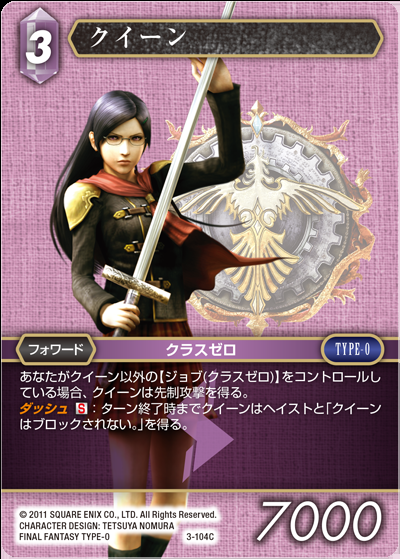 3
クイーン
フォワード
クラスゼロ
TYPE-0
あなたがクイーン以外の【ジョブ(クラスゼロ)】をコントロールし
ている場合、クイーンは先制攻撃を得る。
ダッシュ S：ターン終了時までクイーンはヘイストと「クイーン
はブロックされない。」を得る。
© 2011 SQUARE ENIX CO., LTD. All Rights Reserved.
CHARACTER DESIGN: TETSUYA NOMURA
FINAL FANTASY TYPE-0
3-104C
7000